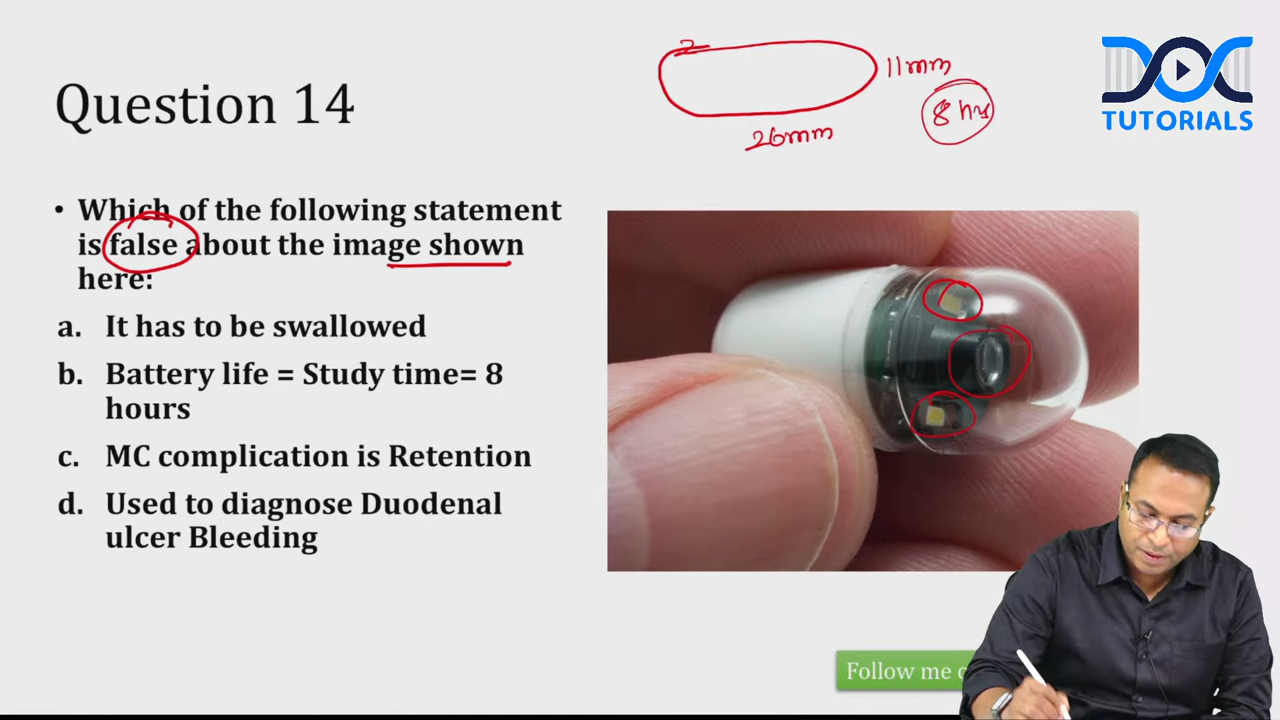 Question 14
11mm
8 hrs
26mm
DOC
TUTORIALS
• Which of the following statement
is false about the image shown
here:
a. It has to be swallowed
b. Battery life = Study time= 8
hours
c. MC complication is Retention
d. Used to diagnose Duodenal
ulcer Bleeding
Follow me